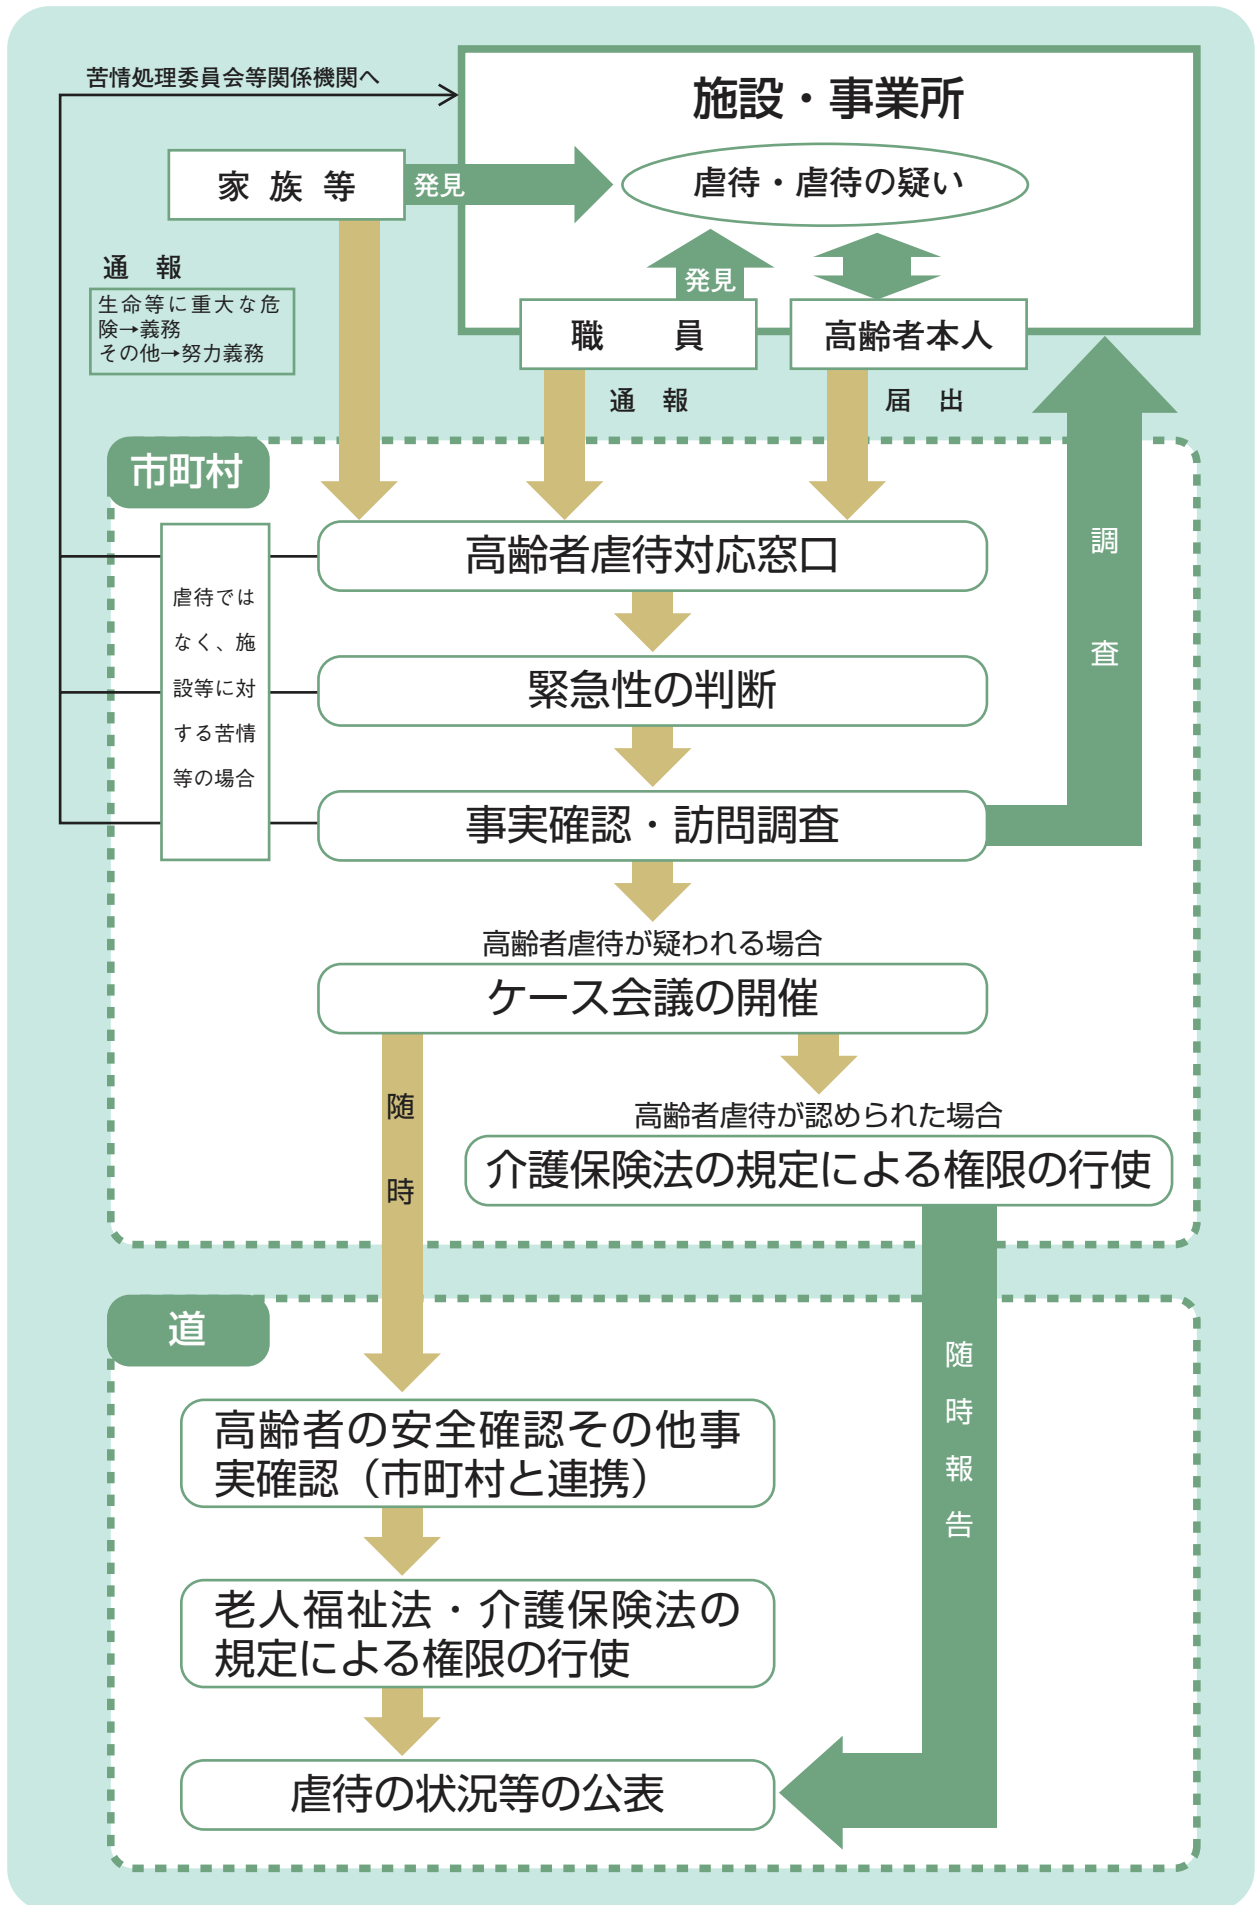 苦情処理委員会等関係機関へ
施設・事業所
家 族 等
発見
虐待・虐待の疑い
通 報
生命等に重大な危
険→義務
その他→努力義務
発見
職 員
高齢者本人
通 報
届 出
市町村
高齢者虐待対応窓口
調 査
虐待では
なく、施
設等に対
する苦情
等の場合
緊急性の判断
事実確認・訪問調査
高齢者虐待が疑われる場合
ケース会議の開催
随 時
高齢者虐待が認められた場合
介護保険法の規定による権限の行使
道
随時報告
高齢者の安全確認その他事
実確認（市町村と連携）
老人福祉法・介護保険法の
規定による権限の行使
虐待の状況等の公表